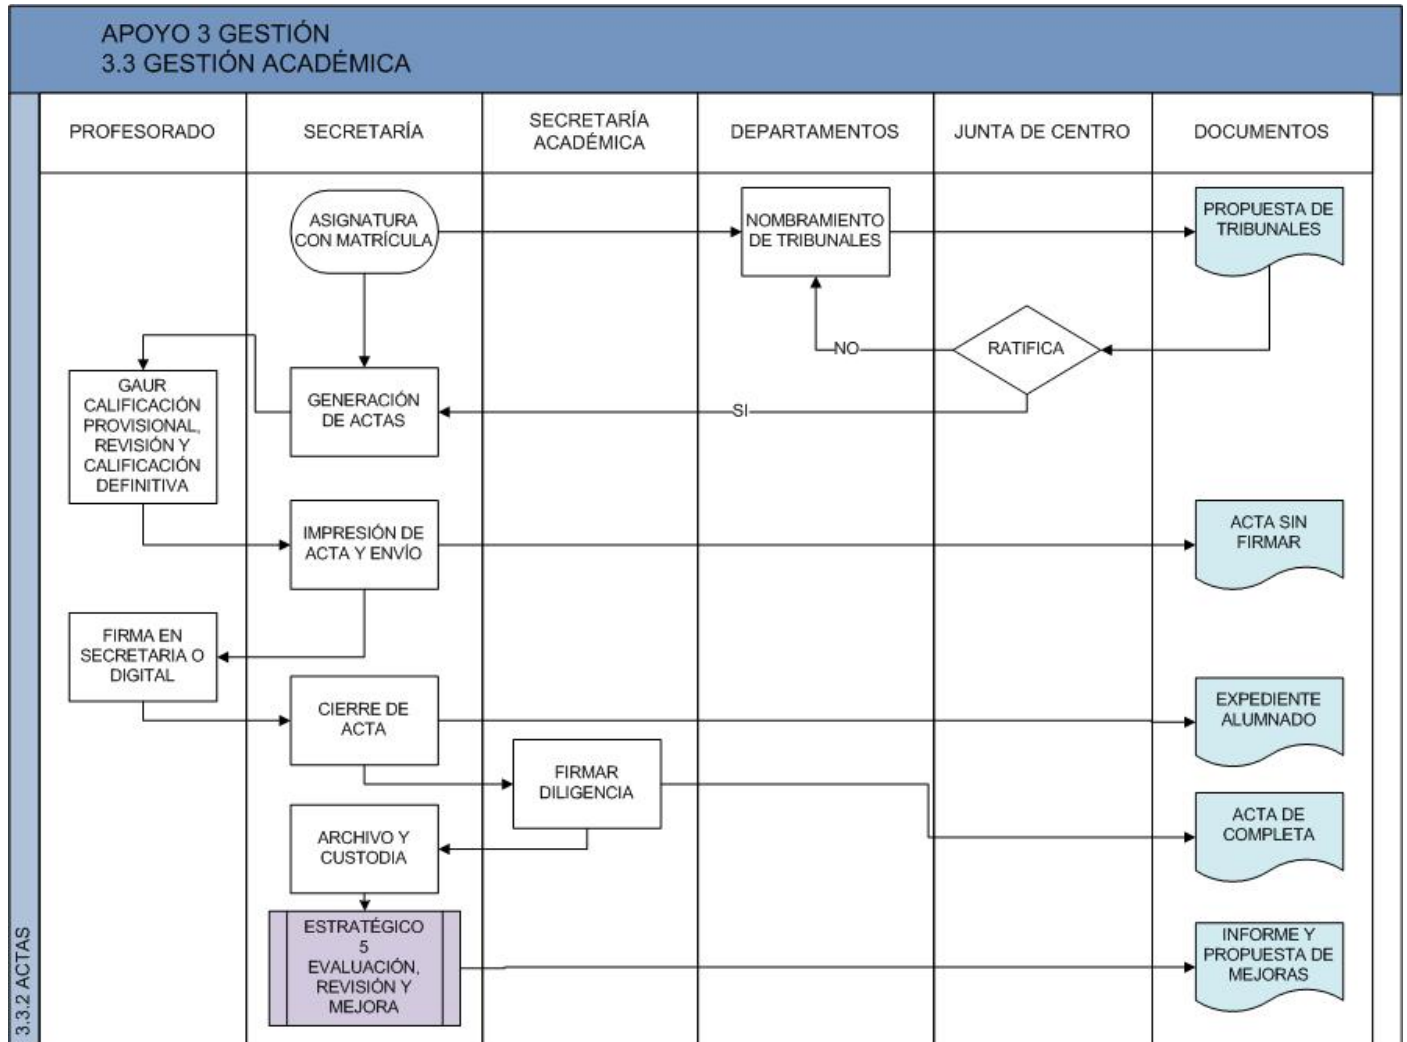 APOYO 3 GESTIÓN
3.3 GESTIÓN ACADÉMICA
PROFESORADO
SECRETARÍA
SECRETARÍA
ACADÉMICA
DEPARTAMENTOS
JUNTA DE CENTRO
DOCUMENTOS
ASIGNATURA
CON MATRÍCULA
NOMBRAMIENTO
DE TRIBUNALES
PROPUESTA DE
TRIBUNALES
NO
RATIFICA
GAUR
CALIFICACIÓN
PROVISIONAL,
REVISIÓN Y
CALIFICACIÓN
DEFINITIVA
GENERACIÓN
DE ACTAS
SI
IMPRESIÓN DE
ACTA Y ENVÍO
ACTA SIN
FIRMAR
FIRMA EN
SECRETARIA O
DIGITAL
CIERRE DE
ACTA
EXPEDIENTE
ALUMNADO
FIRMAR
DILIGENCIA
ARCHIVO Y
CUSTODIA
ACTA DE
COMPLETA
ESTRATÉGICO
5
EVALUACIÓN,
REVISIÓN Y
MEJORA
INFORME Y
PROPUESTA DE
MEJORAS
3.3.2 ACTAS